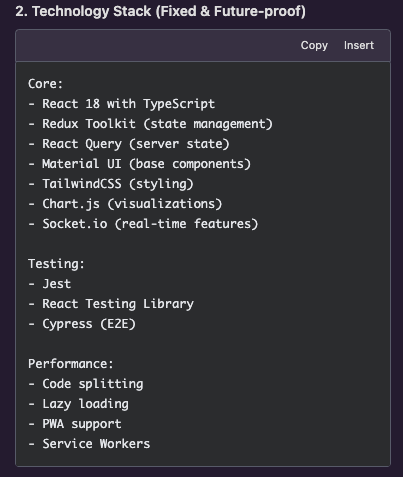 2. Technology Stack (Fixed & Future-proof)
Copy Insert
Core:
- React 18 with TypeScript
- Redux Toolkit (state management)
- React Query (server state)
- Material UI (base components)
- TailwindCSS (styling)
- Chart.js (visualizations)
- Socket.io (real-time features)
Testing:
- Jest
- React Testing Library
- Cypress (E2E)
Performance:
- Code splitting
- Lazy loading
- PWA support
- Service Workers